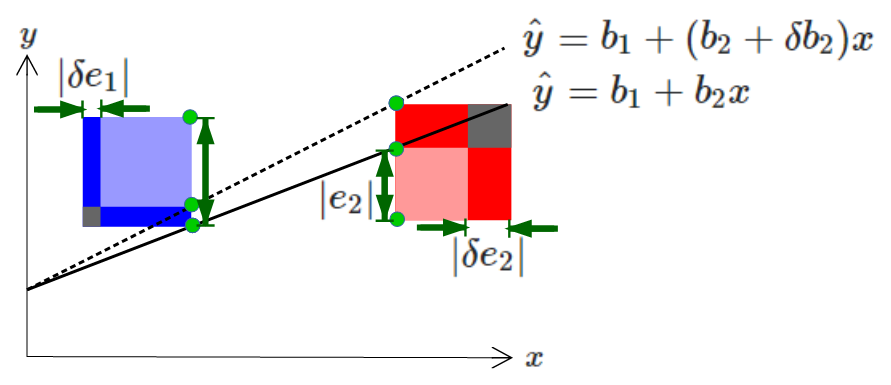 y
ŷ = b₁ + (b₂ + δb₂)x
|δe₁|
ŷ = b₁ + b₂x
|e₂|
|δe₂|
x